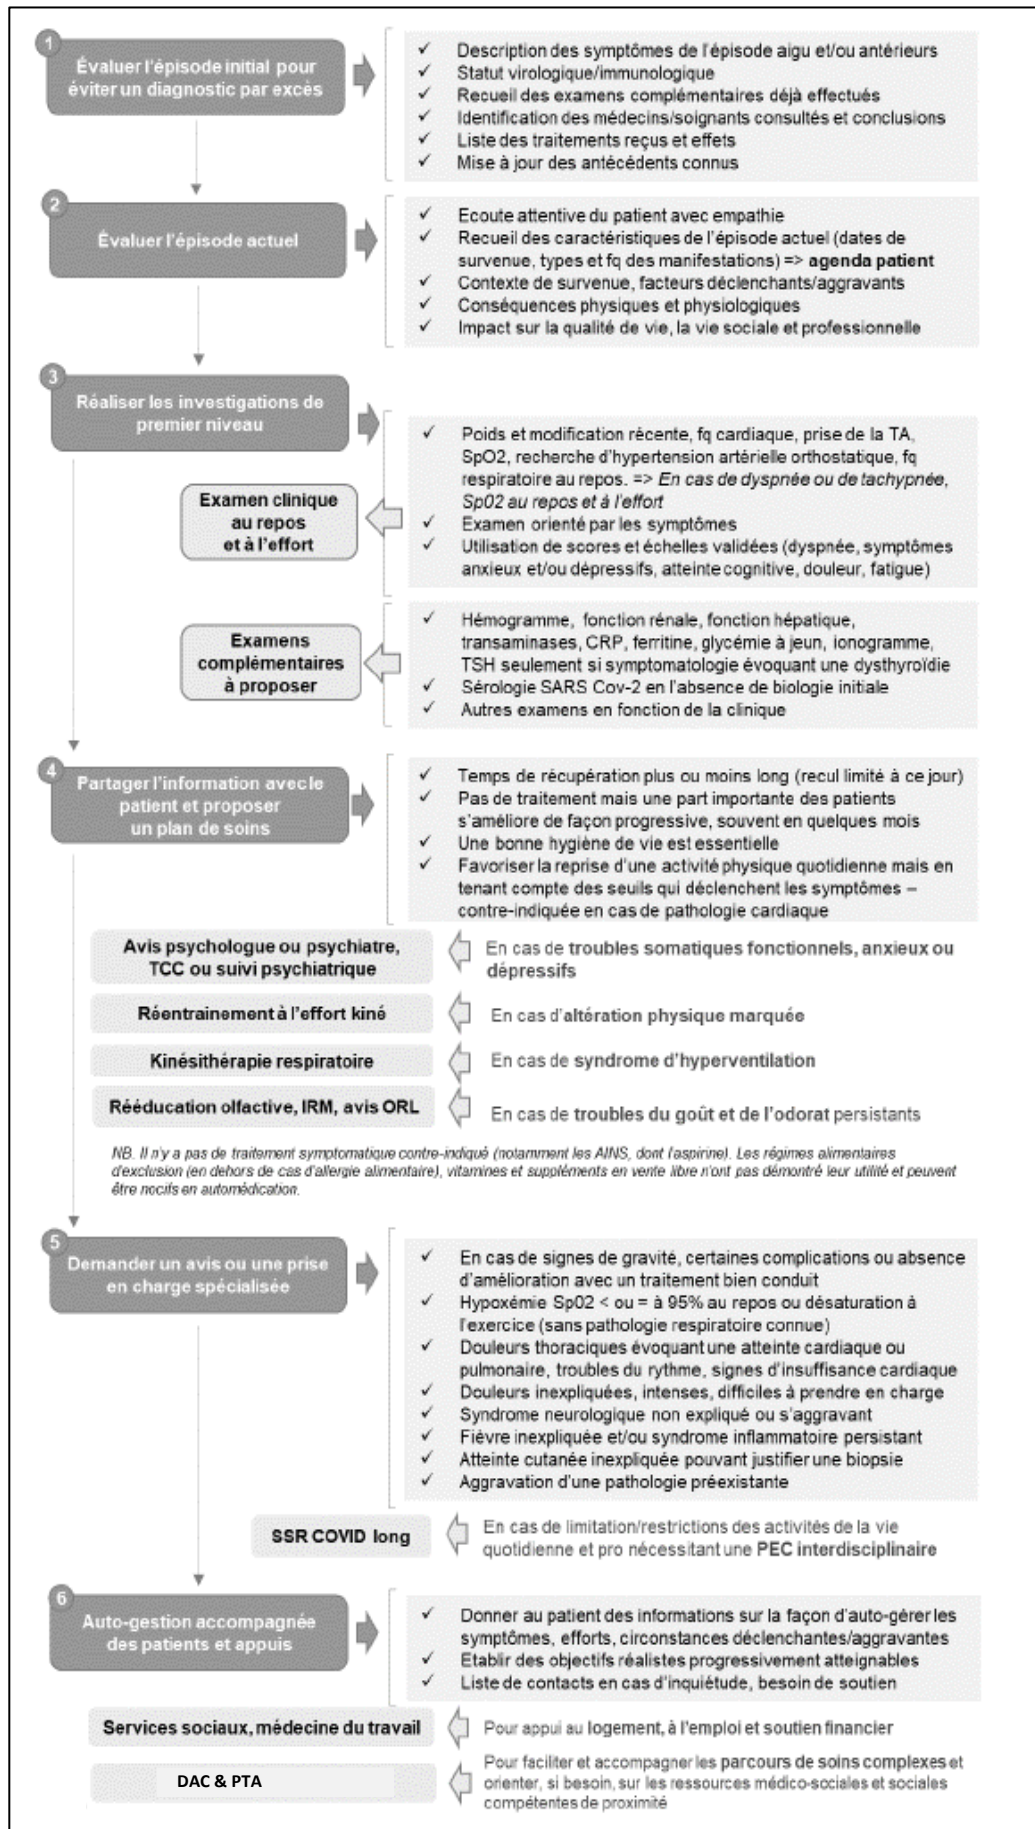 1
Évaluer l'épisode initial pour
éviter un diagnostic par excès
✓ Description des symptômes de l'épisode aigu et/ou antérieurs
✓ Statut virologique/immunologique
✓ Recueil des examens complémentaires déjà effectués
✓ Identification des médecins/soignants consultés et conclusions
✓ Liste des traitements reçus et effets
✓ Mise à jour des antécédents connus
2
Évaluer l'épisode actuel
✓ Ecoute attentive du patient avec empathie
✓ Recueil des caractéristiques de l'épisode actuel (dates de
survenue, types et fq des manifestations) => agenda patient
✓ Contexte de survenue, facteurs déclenchants/aggravants
✓ Conséquences physiques et physiologiques
✓ Impact sur la qualité de vie, la vie sociale et professionnelle
3
Réaliser les investigations de
premier niveau
✓ Poids et modification récente, fq cardiaque, prise de la TA,
SpO2, recherche d'hypertension artérielle orthostatique, fq
respiratoire au repos. => En cas de dyspnée ou de tachypnée,
Sp02 au repos et à l'effort
✓ Examen orienté par les symptômes
✓ Utilisation de scores et échelles validées (dyspnée, symptômes
anxieux et/ou dépressifs, atteinte cognitive, douleur, fatigue)
Examen clinique
au repos
et à l'effort
✓ Hémogramme, fonction rénale, fonction hépatique,
transaminases, CRP, ferritine, glycémie à jeun, ionogramme,
TSH seulement si symptomatologie évoquant une dysthyroïdie
✓ Sérologie SARS Cov-2 en l'absence de biologie initiale
✓ Autres examens en fonction de la clinique
Examens
complémentaires
à proposer
4
Partager l'information avec le
patient et proposer
un plan de soins
✓ Temps de récupération plus ou moins long (recul limité à ce jour)
✓ Pas de traitement mais une part importante des patients
s'améliore de façon progressive, souvent en quelques mois
✓ Une bonne hygiène de vie est essentielle
✓ Favoriser la reprise d'une activité physique quotidienne mais en
tenant compte des seuils qui déclenchent les symptômes –
contre-indiquée en cas de pathologie cardiaque
Avis psychologue ou psychiatre,
TCC ou suivi psychiatrique
En cas de troubles somatiques fonctionnels, anxieux ou
dépressifs
Réentrainement à l'effort kiné
En cas d'altération physique marquée
Kinésithérapie respiratoire
En cas de syndrome d'hyperventilation
Rééducation olfactive, IRM, avis ORL
En cas de troubles du goût et de l'odorat persistants
NB. Il n'y a pas de traitement symptomatique contre-indiqué (notamment les AINS, dont l'aspirine). Les régimes alimentaires
d'exclusion (en dehors de cas d'allergie alimentaire), vitamines et suppléments en vente libre n'ont pas démontré leur utilité et peuvent
être nocifs en automédication.
5
Demander un avis ou une prise
en charge spécialisée
✓ En cas de signes de gravité, certaines complications ou absence
d'amélioration avec un traitement bien conduit
✓ Hypoxémie Sp02 < ou = à 95% au repos ou désaturation à
l'exercice (sans pathologie respiratoire connue)
✓ Douleurs thoraciques évoquant une atteinte cardiaque ou
pulmonaire, troubles du rythme, signes d'insuffisance cardiaque
✓ Douleurs inexpliquées, intenses, difficiles à prendre en charge
✓ Syndrome neurologique non expliqué ou s'aggravant
✓ Fièvre inexpliquée et/ou syndrome inflammatoire persistant
✓ Atteinte cutanée inexpliquée pouvant justifier une biopsie
✓ Aggravation d'une pathologie préexistante
SSR COVID long
En cas de limitation/restrictions des activités de la vie
quotidienne et pro nécessitant une PEC interdisciplinaire
6
Auto-gestion accompagnée
des patients et appuis
✓ Donner au patient des informations sur la façon d'auto-gérer les
symptômes, efforts, circonstances déclenchantes/aggravantes
✓ Etablir des objectifs réalistes progressivement atteignables
✓ Liste de contacts en cas d'inquiétude, besoin de soutien
Services sociaux, médecine du travail
Pour appui au logement, à l'emploi et soutien financier
DAC & PTA
Pour faciliter et accompagner les parcours de soins complexes et
orienter, si besoin, sur les ressources médico-sociales et sociales
compétentes de proximité